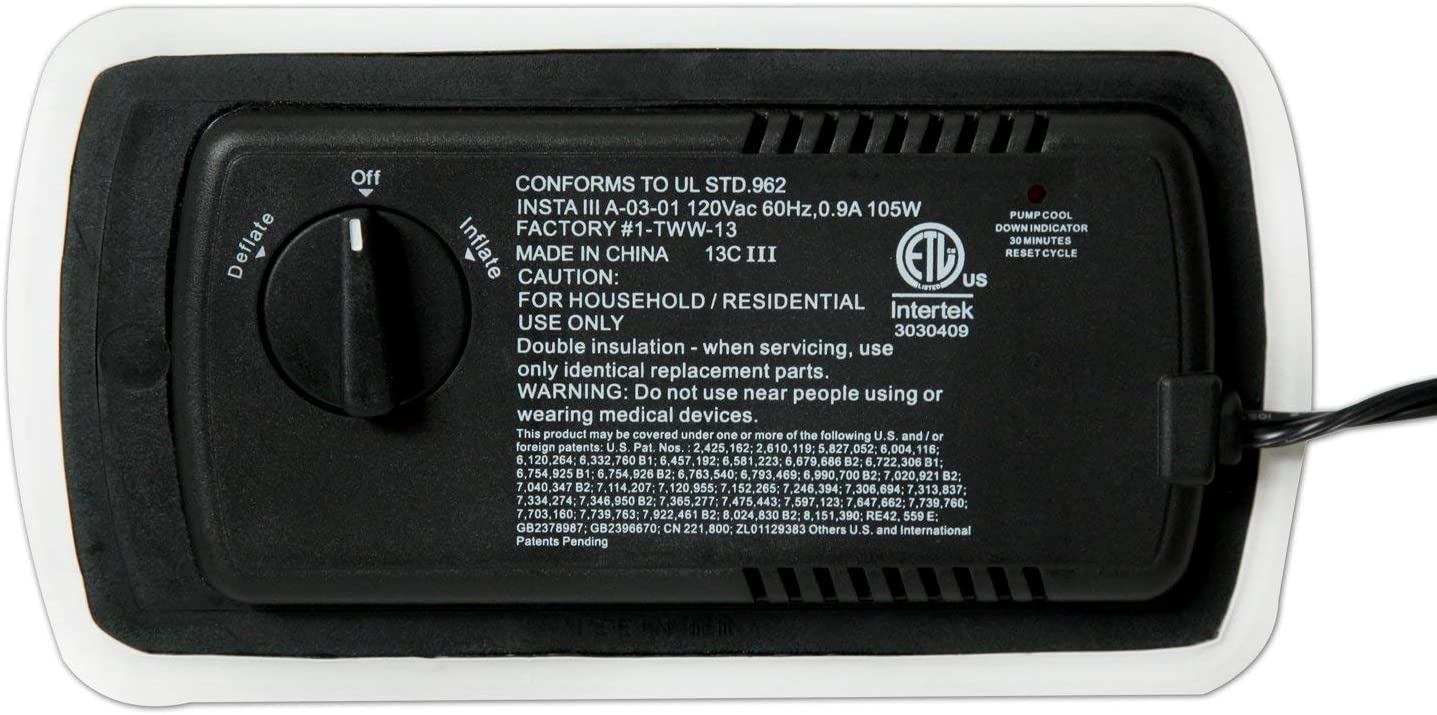 Off
Deflate
Inflate
CONFORMS TO UL STD.962
INSTA III A-03-01 120Vac 60Hz,0.9A 105W
FACTORY #1-TWW-13
MADE IN CHINA 13C III
CAUTION:
FOR HOUSEHOLD / RESIDENTIAL
USE ONLY
Double insulation - when servicing, use
only identical replacement parts.
WARNING: Do not use near people using or
wearing medical devices.
This product may be covered under one or more of the following U.S. and / or
foreign patents: U.S. Pat. Nos. : 2,425,162; 2,610,119; 5,827,052; 6,004,116;
6,120,264; 6,332,760 B1; 6,457,192; 6,581,223; 6,679,686 B2; 6,722,306 B1;
6,754,925 B1; 6,754,926 B2; 6,763,540; 6,793,469; 6,990,700 B2; 7,020,921 B2;
7,040,347 B2; 7,114,207; 7,120,955; 7,152,265; 7,246,394; 7,306,694; 7,313,837;
7,334,274; 7,346,950 B2; 7,365,277; 7,475,443; 7,597,123; 7,647,662; 7,739,760;
7,703,160; 7,739,763; 7,922,461 B2; 8,024,830 B2; 8,151,390; RE42, 559 E;
GB2378987; GB2396670; CN 221,800; ZL01129383 Others U.S. and International
Patents Pending
ETL
LISTED
US
Intertek
3030409
PUMP COOL
DOWN INDICATOR
30 MINUTES
RESET CYCLE